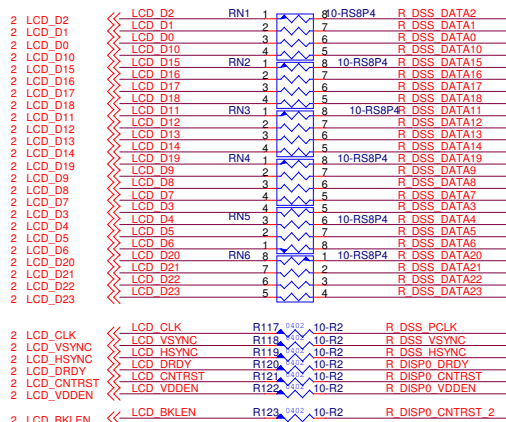 2 LCD_D2 LCD_D2 RN1 1 8 10-RS8P4 R_DSS_DATA2
2 LCD_D1 LCD_D1 2 7 R_DSS_DATA1
2 LCD_D0 LCD_D0 3 6 R_DSS_DATA0
2 LCD_D10 LCD_D10 4 5 R_DSS_DATA10
2 LCD_D15 LCD_D15 RN2 1 8 10-RS8P4 R_DSS_DATA15
2 LCD_D16 LCD_D16 2 7 R_DSS_DATA16
2 LCD_D17 LCD_D17 3 6 R_DSS_DATA17
2 LCD_D18 LCD_D18 4 5 R_DSS_DATA18
2 LCD_D11 LCD_D11 RN3 1 8 10-RS8P4 R_DSS_DATA11
2 LCD_D12 LCD_D12 2 7 R_DSS_DATA12
2 LCD_D13 LCD_D13 3 6 R_DSS_DATA13
2 LCD_D14 LCD_D14 4 5 R_DSS_DATA14
2 LCD_D19 LCD_D19 RN4 1 8 10-RS8P4 R_DSS_DATA19
2 LCD_D9 LCD_D9 2 7 R_DSS_DATA9
2 LCD_D8 LCD_D8 3 6 R_DSS_DATA8
2 LCD_D7 LCD_D7 4 5 R_DSS_DATA7
2 LCD_D3 LCD_D3 4 5 R_DSS_DATA3
2 LCD_D4 LCD_D4 RN5 3 6 10-RS8P4 R_DSS_DATA4
2 LCD_D5 LCD_D5 2 7 R_DSS_DATA5
2 LCD_D6 LCD_D6 1 8 R_DSS_DATA6
2 LCD_D20 LCD_D20 RN6 8 1 10-RS8P4 R_DSS_DATA20
2 LCD_D21 LCD_D21 7 2 R_DSS_DATA21
2 LCD_D22 LCD_D22 6 3 R_DSS_DATA22
2 LCD_D23 LCD_D23 5 4 R_DSS_DATA23
2 LCD_CLK LCD_CLK R117 0402 10-R2 R_DSS_PCLK
2 LCD_VSYNC LCD_VSYNC R118 0402 10-R2 R_DSS_VSYNC
2 LCD_HSYNC LCD_HSYNC R119 0402 10-R2 R_DSS_HSYNC
2 LCD_DRDY LCD_DRDY R120 0402 10-R2 R_DISP0_DRDY
2 LCD_CNTRST LCD_CNTRST R121 0402 10-R2 R_DISP0_CNTRST
2 LCD_VDDEN LCD_VDDEN R122 0402 10-R2 R_DISP0_VDDEN
2 LCD_BKLEN LCD_BKLEN R123 0402 10-R2 R_DISP0_CNTRST_2